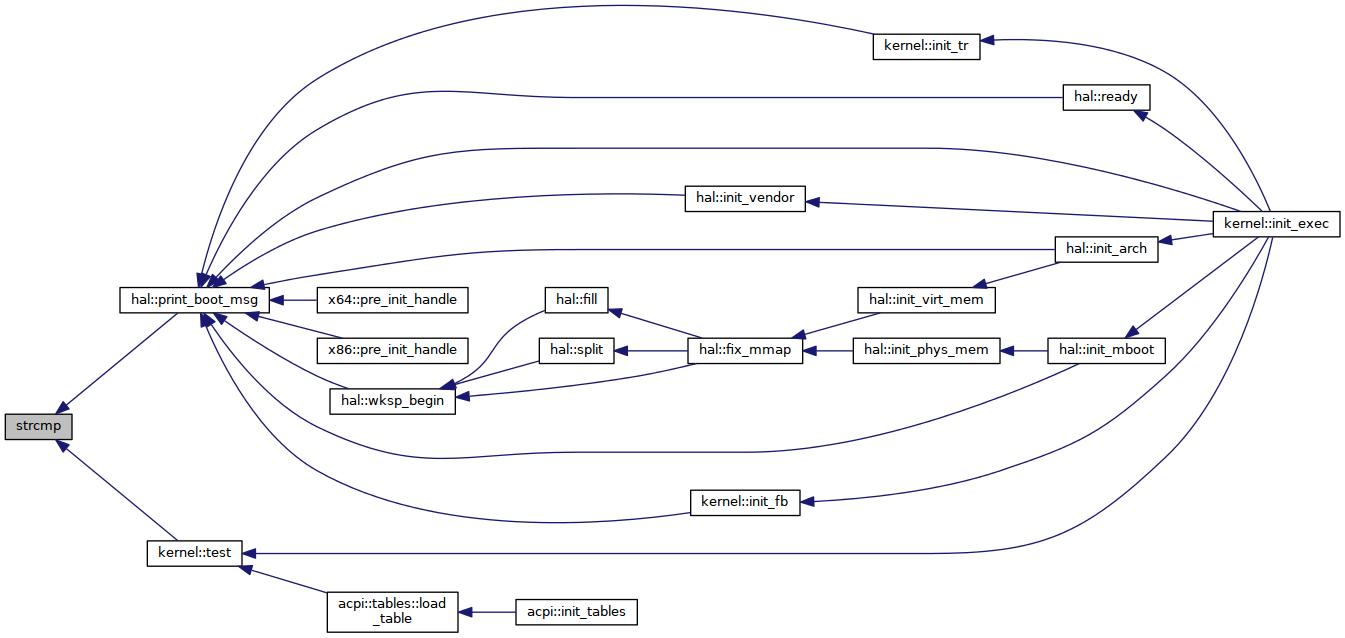 kernel::init_tr
hal::ready
hal::init_vendor
kernel::init_exec
hal::init_arch
hal::print_boot_msg
x64::pre_init_handle
hal::fill
hal::init_virt_mem
x86::pre_init_handle
hal::split
hal::fix_mmap
hal::init_phys_mem
hal::init_mboot
hal::wksp_begin
strcmp
kernel::init_fb
kernel::test
acpi::tables::load
_table
acpi::init_tables